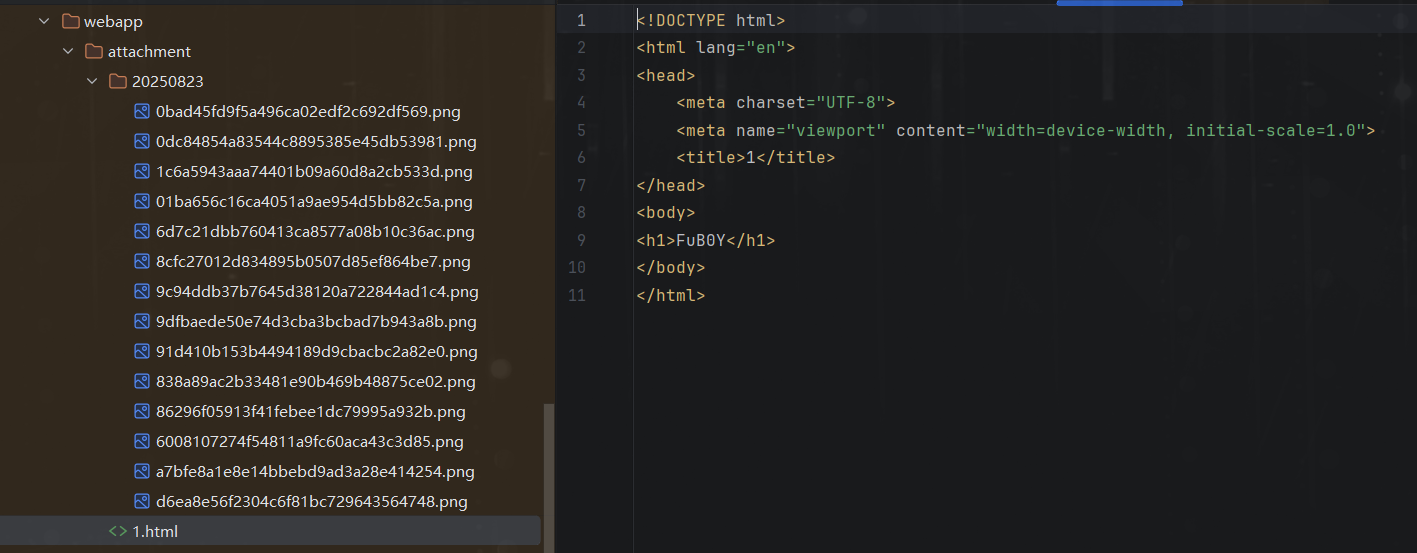 webapp
attachment
20250823
0bad45fd9f5a496ca02edf2c692df569.png
0dc84854a83544c8895385e45db53981.png
1c6a5943aaa74401b09a60d8a2cb533d.png
01ba656c16ca4051a9ae954d5bb82c5a.png
6d7c21dbb760413ca8577a08b10c36ac.png
8cfc27012d834895b0507d85ef864be7.png
9c94ddb37b7645d38120a722844ad1c4.png
9dfbaede50e74d3cba3bcbad7b943a8b.png
91d410b153b4494189d9cbacbc2a82e0.png
838a89ac2b33481e90b469b48875ce02.png
86296f05913f41febee1dc79995a932b.png
6008107274f54811a9fc60aca43c3d85.png
a7bfe8a1e8e14bbebd9ad3a28e414254.png
d6ea8e56f2304c6f81bc729643564748.png
1.html
1 <!DOCTYPE html>
2 <html lang="en">
3 <head>
4     <meta charset="UTF-8">
5     <meta name="viewport" content="width=device-width, initial-scale=1.0">
6     <title>1</title>
7 </head>
8 <body>
9 <h1>FuB0Y</h1>
10 </body>
11 </html>